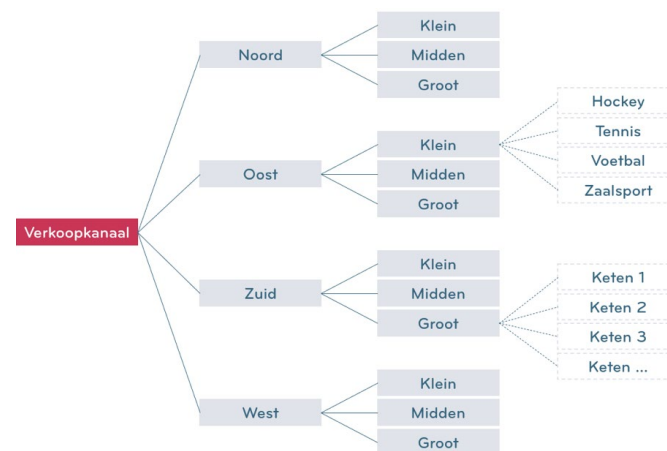 Verkoopkanaal
Noord
Klein
Midden
Groot
Oost
Klein
Midden
Groot
Hockey
Tennis
Voetbal
Zaalsport
Zuid
Klein
Midden
Groot
Keten 1
Keten 2
Keten 3
Keten ...
West
Klein
Midden
Groot